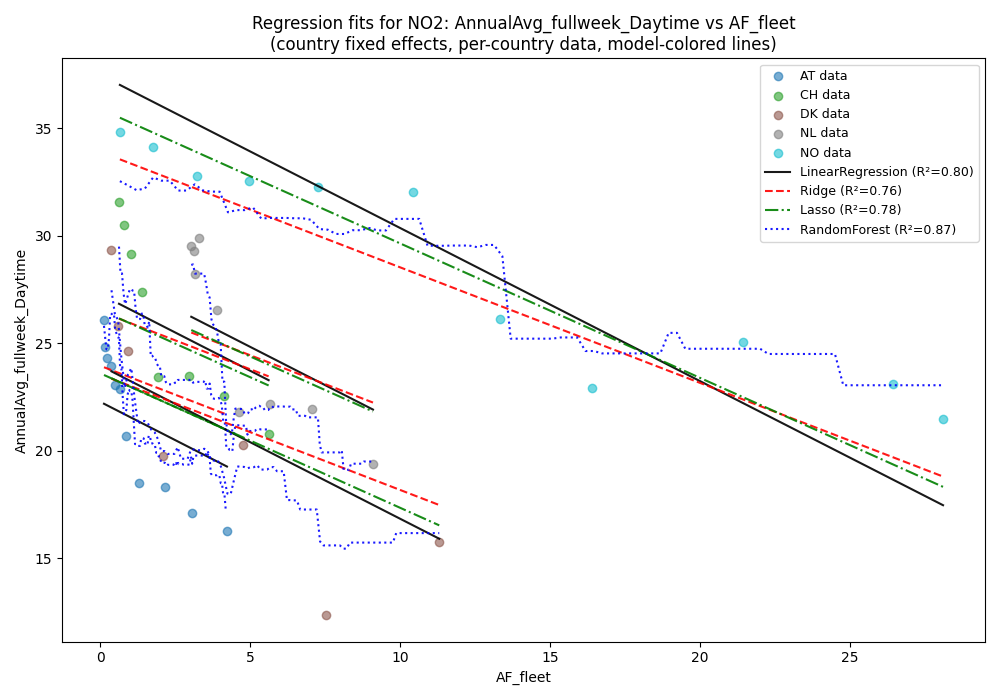 Regression fits for NO2: AnnualAvg_fullweek_Daytime vs AF_fleet
(country fixed effects, per-country data, model-colored lines)
AT data
CH data
DK data
NL data
NO data
LinearRegression (R²=0.80)
Ridge (R²=0.76)
Lasso (R²=0.78)
RandomForest (R²=0.87)
AnnualAvg_fullweek_Daytime
35
30
25
20
15
0
5
10
15
20
25
AF_fleet